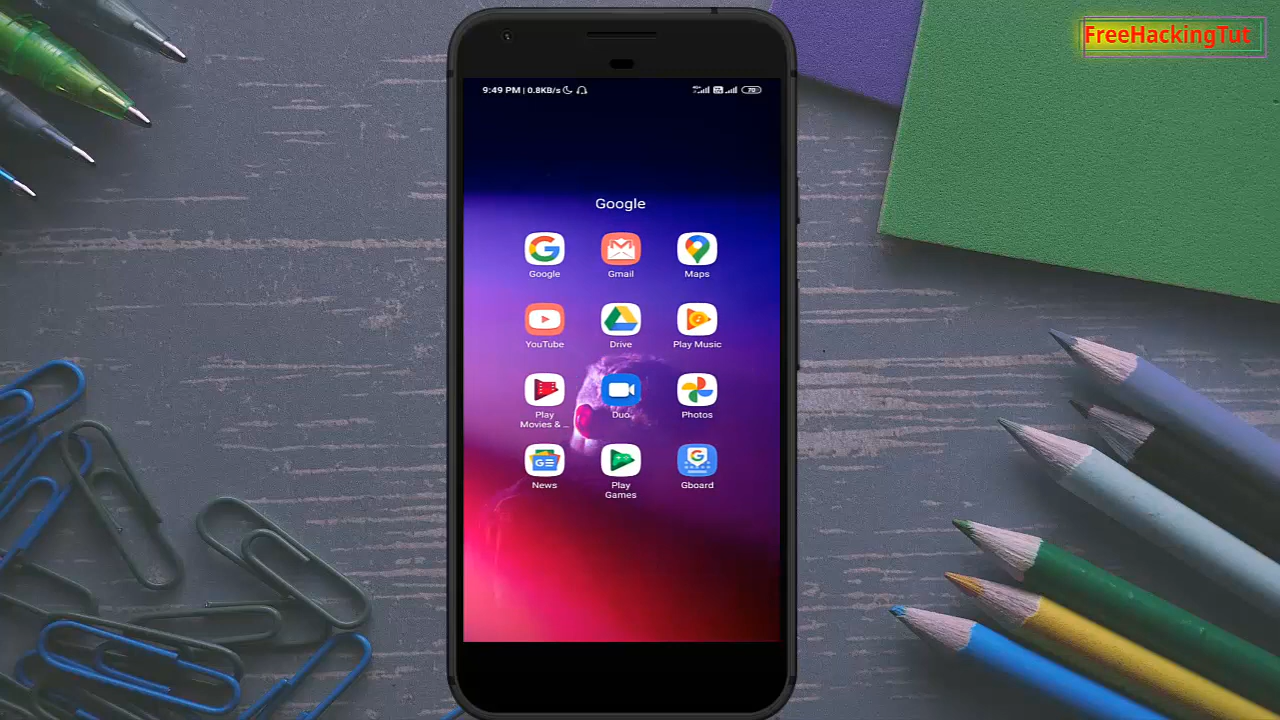 FreeHackingTut
9:49 PM | 0.8KB/s
70
Google
Google
Gmail
Maps
YouTube
Drive
Play Music
Play
Movies & ...
Duo
Photos
News
Play
Games
Gboard